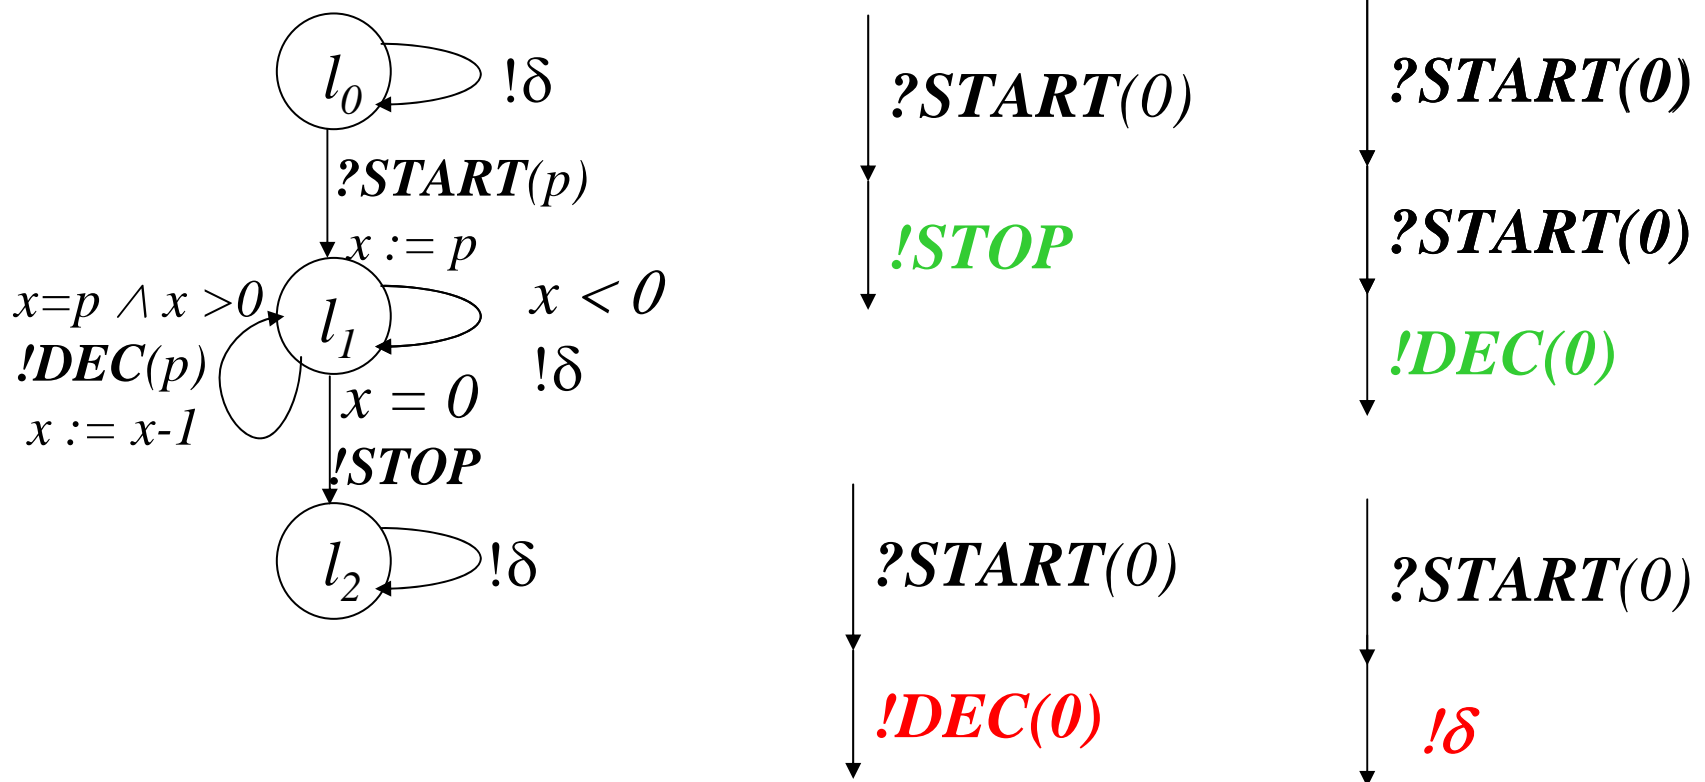 l0
!δ
?START(p)
x := p
x=p ∧ x >0
!DEC(p)
x := x-1
l1
x < 0
!δ
x = 0
!STOP
l2
!δ
?START(0)
!STOP
?START(0)
?START(0)
!DEC(0)
?START(0)
!DEC(0)
?START(0)
!δ